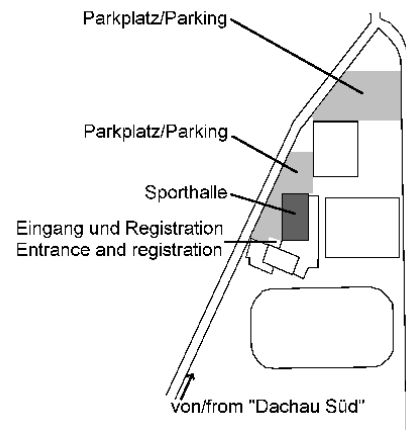 Parkplatz/Parking
Parkplatz/Parking
Sporthalle
Eingang und Registration
Entrance and registration
von/from "Dachau Süd"